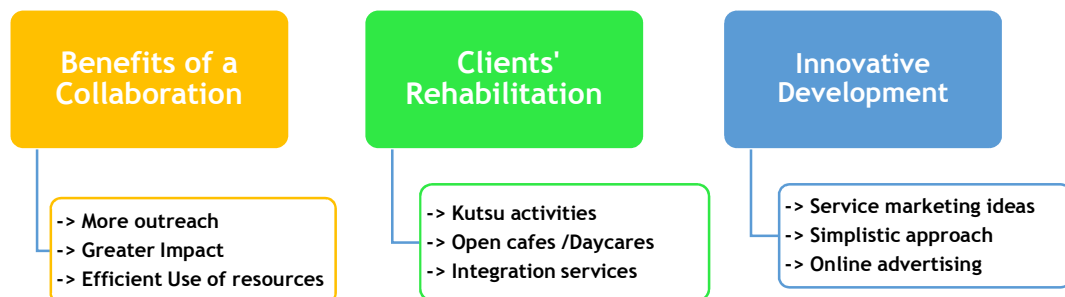 Benefits of a
Collaboration
-> More outreach
-> Greater Impact
-> Efficient Use of resources
Clients'
Rehabilitation
-> Kutsu activities
-> Open cafes /Daycares
-> Integration services
Innovative
Development
-> Service marketing ideas
-> Simplistic approach
-> Online advertising